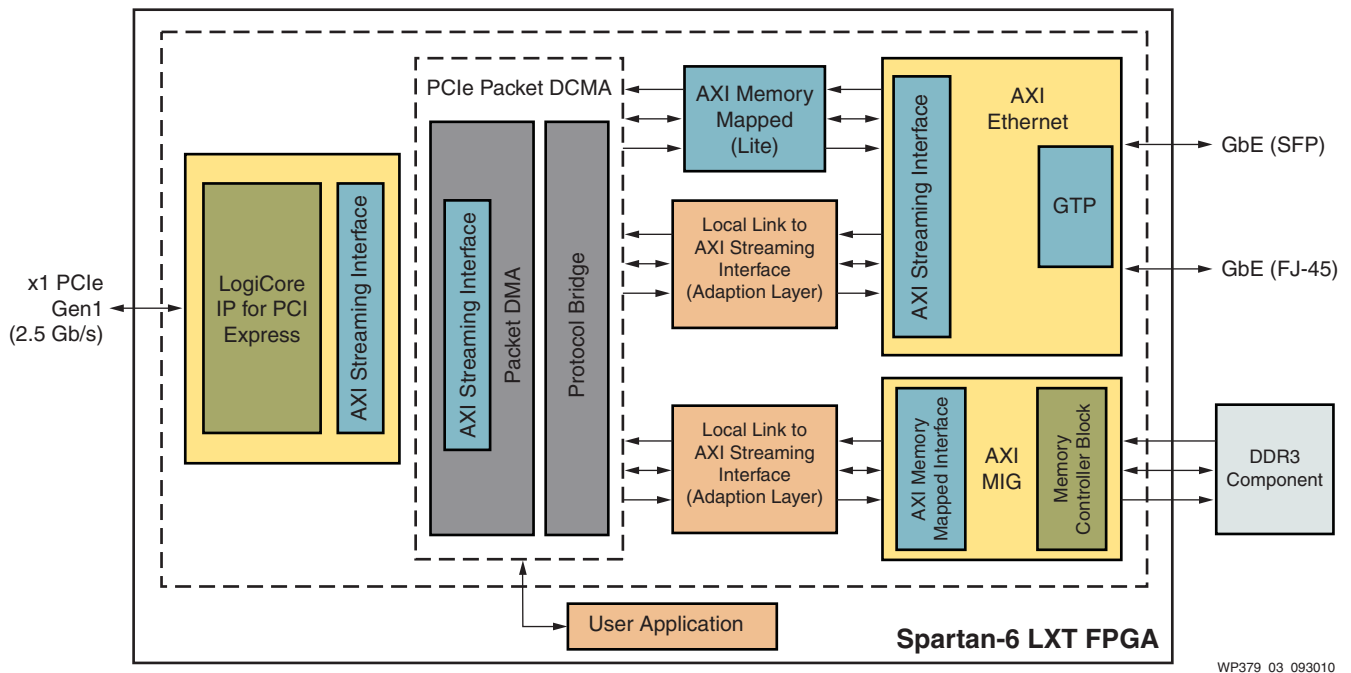 x1 PCIe
Gen1
(2.5 Gb/s)
LogiCore
IP for PCI
Express
AXI Streaming Interface
PCIe Packet DCMA
AXI Streaming Interface
Packet DMA
Protocol Bridge
AXI Memory
Mapped
(Lite)
Local Link to
AXI Streaming
Interface
(Adaption Layer)
Local Link to
AXI Streaming
Interface
(Adaption Layer)
AXI Streaming Interface
AXI
Ethernet
GTP
GbE (SFP)
GbE (FJ-45)
AXI Memory
Mapped Interface
AXI
MIG
Memory
Controller Block
DDR3
Component
User Application
Spartan-6 LXT FPGA
WP379_03_093010